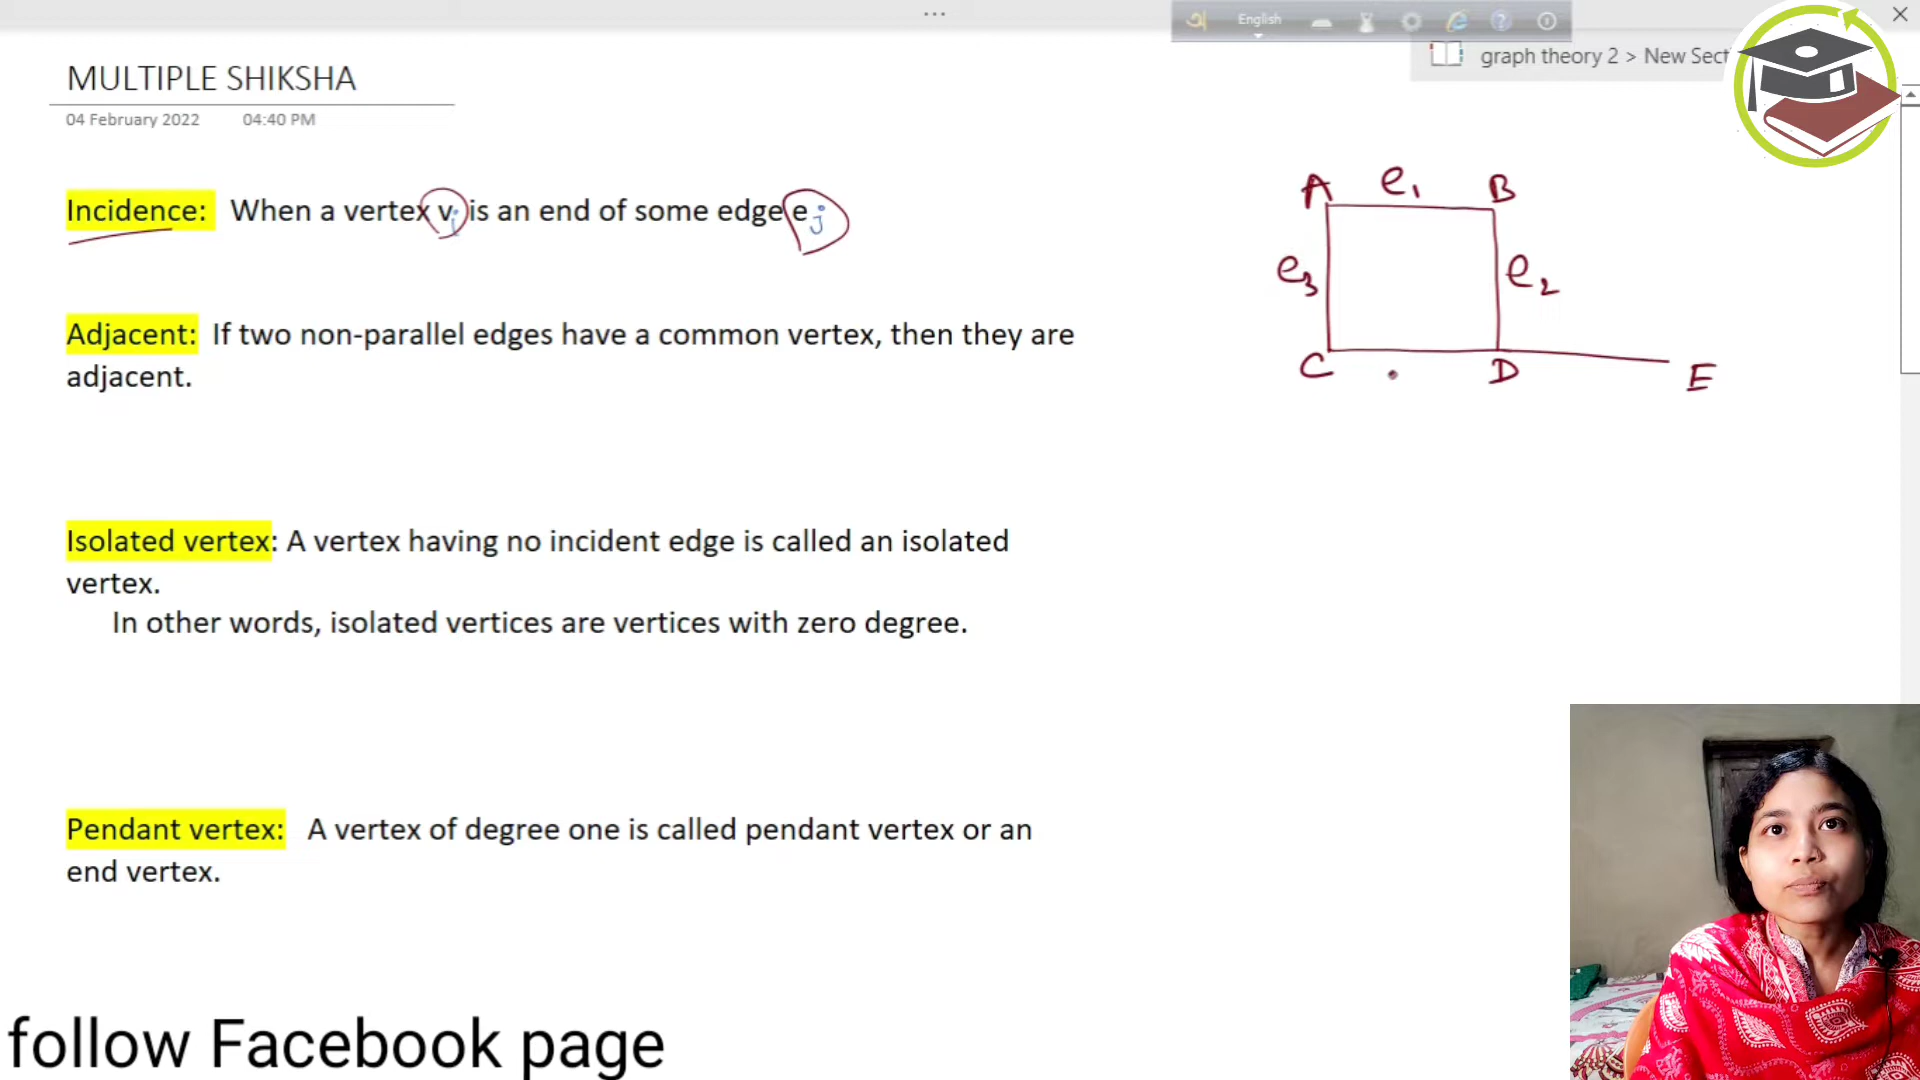 English
graph theory 2 > New Sect
MULTIPLE SHIKSHA
04 February 2022 04:40 PM
Incidence: When a vertex vi is an end of some edge ej
Adjacent: If two non-parallel edges have a common vertex, then they are
adjacent.
Isolated vertex: A vertex having no incident edge is called an isolated
vertex.
In other words, isolated vertices are vertices with zero degree.
Pendant vertex: A vertex of degree one is called pendant vertex or an
end vertex.
A e1 B
e3 e2
C D E
follow Facebook page